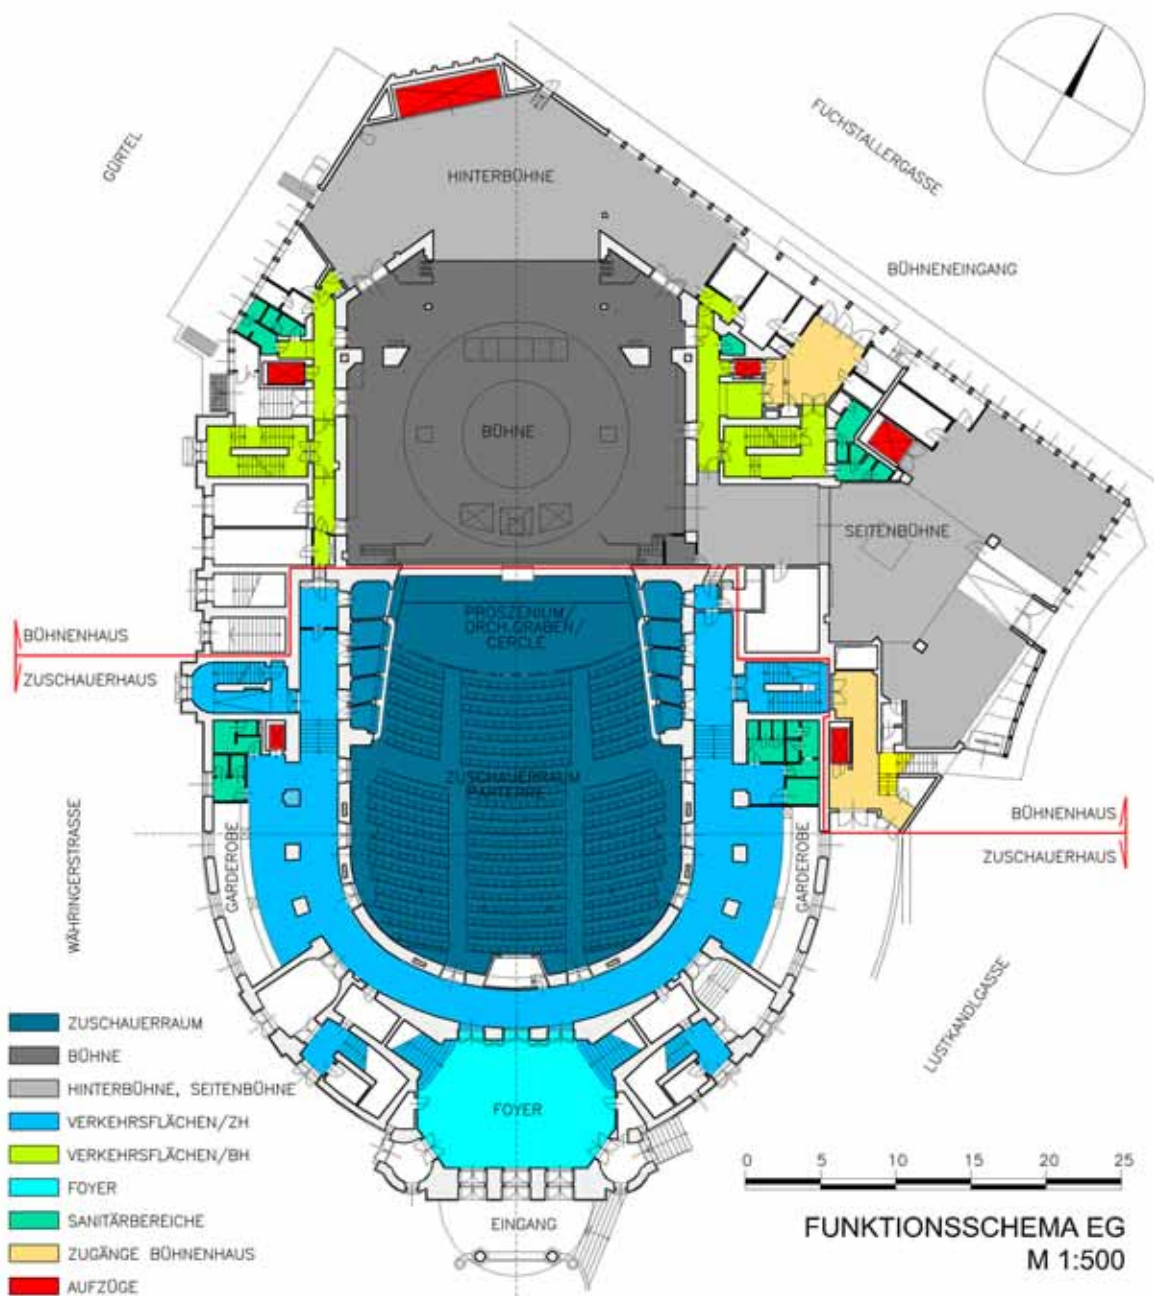 GÜRTEL
FUCHSTALLERGASSE
HINTERBÜHNE
BÜHNENEINGANG
BÜHNE
SEITENBÜHNE
PROSZENIUM/
ORCH.GRABEN/
CERCLE
BÜHNENHAUS
ZUSCHAUERHAUS
ZUSCHAUERRAUM
PARTERRE
WÄHRINGERSTRASSE
GARDEROBE
GARDEROBE
BÜHNENHAUS
ZUSCHAUERHAUS
LUSTKANDLGASSE
FOYER
EINGANG
ZUSCHAUERRAUM
BÜHNE
HINTERBÜHNE, SEITENBÜHNE
VERKEHRSFLÄCHEN/ZH
VERKEHRSFLÄCHEN/BH
FOYER
SANITÄRBEREICHE
ZUGÄNGE BÜHNENHAUS
AUFZÜGE
0 5 10 15 20 25
FUNKTIONSSCHEMA EG
M 1:500